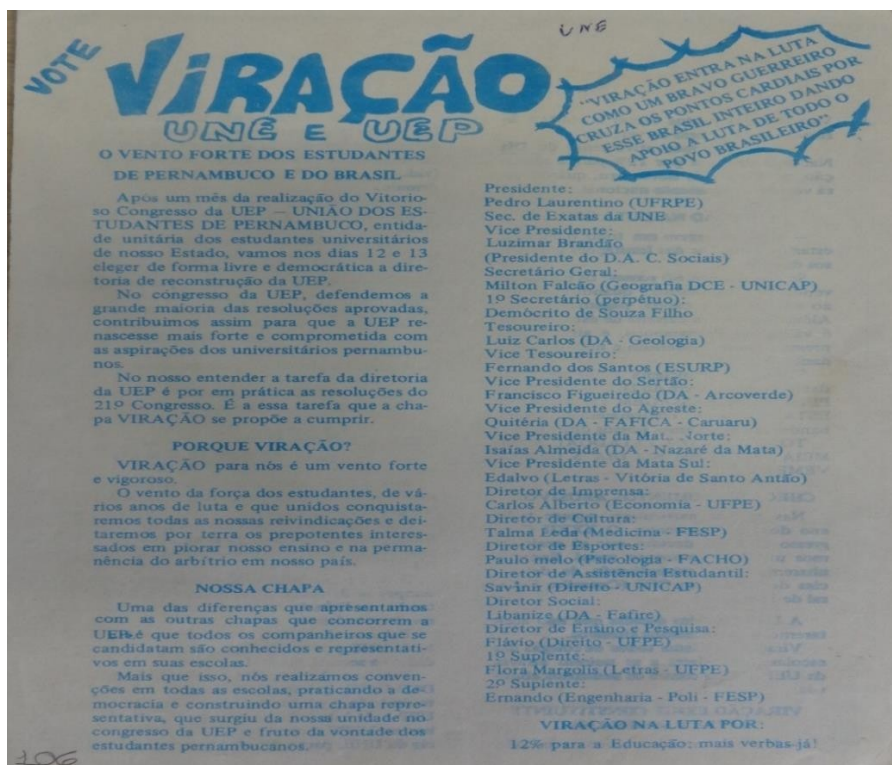 UNE
VOTE
ViRAÇÃO
UNE E UEP
"VIRAÇÃO ENTRA NA LUTA
COMO UM BRAVO GUERREIRO
CRUZA OS PONTOS CARDIAIS POR
ESSE BRASIL INTEIRO DANDO
APOIO A LUTA DE TODO O
POVO BRASILEIRO"
O VENTO FORTE DOS ESTUDANTES
DE PERNAMBUCO E DO BRASIL
Após um mês da realização do Vitorio-
so Congresso da UEP — UNIÃO DOS ES-
TUDANTES DE PERNAMBUCO, entida-
de unitária dos estudantes universitários
de nosso Estado, vamos nos dias 12 e 13
eleger de forma livre e democrática a dire-
toria de reconstrução da UEP.
No congresso da UEP, defendemos a
grande maioria das resoluções aprovadas,
contribuimos assim para que a UEP re-
nascesse mais forte e comprometida com
as aspirações dos universitários pernambu-
nos.
No nosso entender a tarefa da diretoria
da UEP é por em prática as resoluções do
21º Congresso. É a essa tarefa que a cha-
pa VIRAÇÃO se propõe a cumprir.
PORQUE VIRAÇÃO?
VIRAÇÃO para nós é um vento forte
e vigoroso.
O vento da força dos estudantes, de vá-
rios anos de luta e que unidos conquista-
remos todas as nossas reivindicações e dei-
taremos por terra os prepotentes interes-
sados em piorar nosso ensino e na perma-
nência do arbítrio em nosso país.
NOSSA CHAPA
Uma das diferenças que apresentamos
com as outras chapas que concorrem a
UEP é que todos os companheiros que se
candidatam são conhecidos e representati-
vos em suas escolas.
Mais que isso, nós realizamos conven-
ções em todas as escolas, praticando a de-
mocracia e construindo uma chapa repre-
sentativa, que surgiu da nossa unidade no
congresso da UEP e fruto da vontade dos
estudantes pernambucanos.
106
Presidente:
Pedro Laurentino (UFRPE)
Sec. de Exatas da UNE
Vice Presidente:
Luzimar Brandão
(Presidente do D.A. C. Sociais)
Secretário Geral:
Milton Falcão (Geografia DCE - UNICAP)
1º Secretário (perpétuo):
Demócrito de Souza Filho
Tesoureiro:
Luiz Carlos (DA - Geologia)
Vice Tesoureiro:
Fernando dos Santos (ESURP)
Vice Presidente do Sertão:
Francisco Figueiredo (DA - Arcoverde)
Vice Presidente do Agreste:
Quitéria (DA - FAFICA - Caruaru)
Vice Presidente da Mat. Norte:
Isaías Almeida (DA - Nazaré da Mata)
Vice Presidente da Mata Sul:
Edalvo (Letras - Vitória de Santo Antão)
Diretor de Imprensa:
Carlos Alberto (Economia - UFPE)
Diretor de Cultura:
Talma Leda (Medicina - FESP)
Diretor de Esportes:
Paulo melo (Psicologia - FACHO)
Diretor de Assistência Estudantil:
Savinir (Direito - UNICAP)
Diretor Social:
Libanize (DA - Fafire)
Diretor de Ensino e Pesquisa:
Flávio (Direito - UFPE)
1º Suplente:
Flora Margolis (Letras - UFPE)
2º Suplente:
Ernando (Engenharia - Poli - FESP)
VIRAÇÃO NA LUTA POR:
12% para a Educação; mais verbas já!